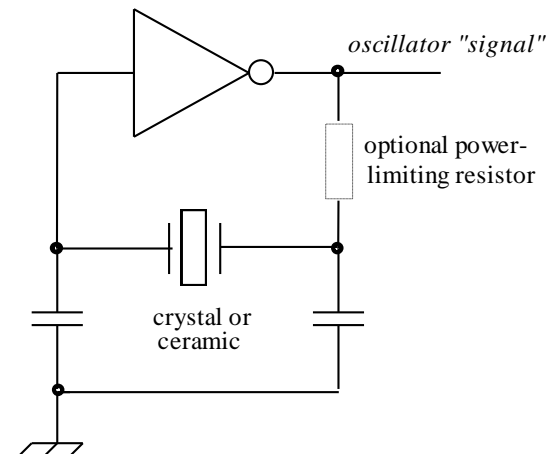 oscillator "signal"
optional power-
limiting resistor
crystal or
ceramic